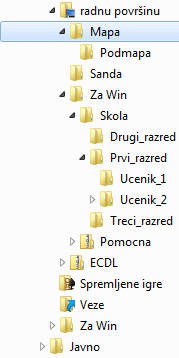 radnu površinu
Mapa
Podmapa
Sanda
Za Win
Skola
Drugi_razred
Prvi_razred
Ucenik_1
Ucenik_2
Treci_razred
Pomocna
ECDL
Spremljene igre
Veze
Za Win
Javno